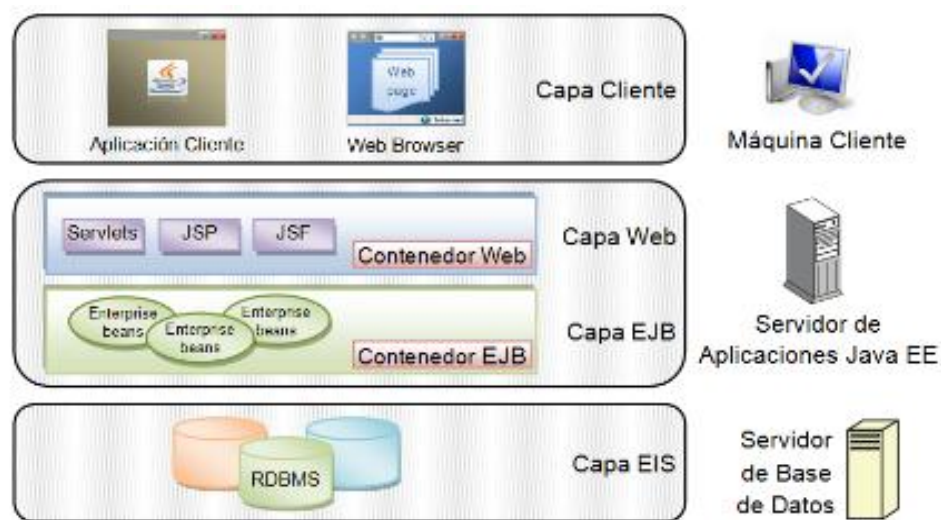 Web
page
Capa Cliente
Aplicación Cliente
Web Browser
Máquina Cliente
Servlets
JSP
JSF
Contenedor Web
Capa Web
Enterprise
beans
Enterprise
beans
Enterprise
beans
Contenedor EJB
Capa EJB
Servidor de
Aplicaciones Java EE
RDBMS
Capa EIS
Servidor
de Base
de Datos